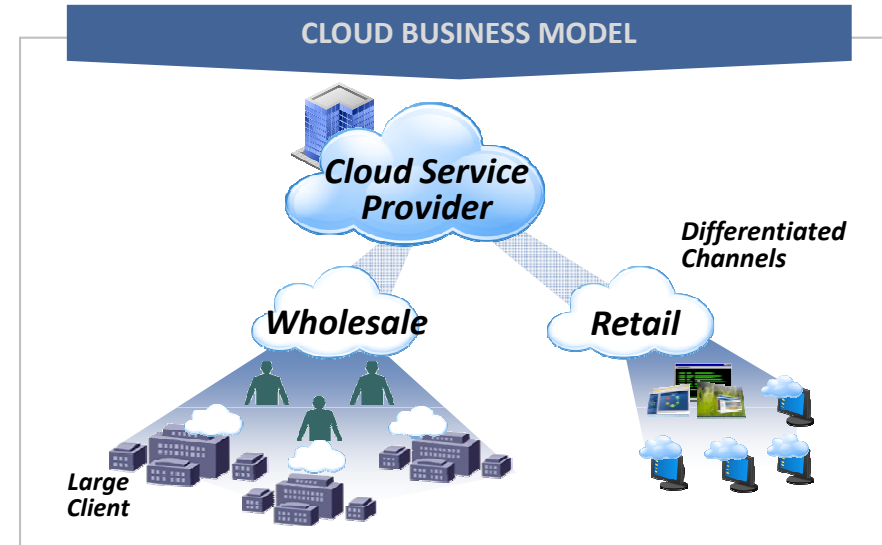 CLOUD BUSINESS MODEL
Cloud Service
Provider
Differentiated
Channels
Wholesale
Retail
Large
Client